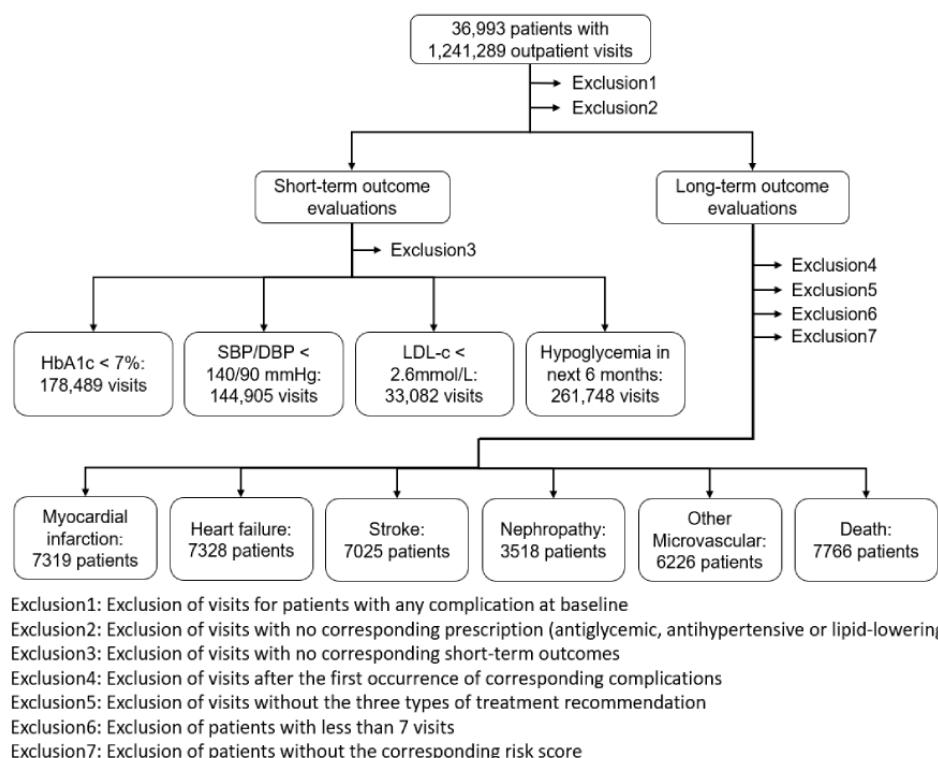 36,993 patients with
1,241,289 outpatient visits
Exclusion1
Exclusion2
Short-term outcome
evaluations
Long-term outcome
evaluations
Exclusion3
Exclusion4
Exclusion5
Exclusion6
Exclusion7
HbA1c < 7%:
178,489 visits
SBP/DBP <
140/90 mmHg:
144,905 visits
LDL-c <
2.6mmol/L:
33,082 visits
Hypoglycemia in
next 6 months:
261,748 visits
Myocardial
infarction:
7319 patients
Heart failure:
7328 patients
Stroke:
7025 patients
Nephropathy:
3518 patients
Other
Microvascular:
6226 patients
Death:
7766 patients
Exclusion1: Exclusion of visits for patients with any complication at baseline
Exclusion2: Exclusion of visits with no corresponding prescription (antiglycemic, antihypertensive or lipid-lowering
Exclusion3: Exclusion of visits with no corresponding short-term outcomes
Exclusion4: Exclusion of visits after the first occurrence of corresponding complications
Exclusion5: Exclusion of visits without the three types of treatment recommendation
Exclusion6: Exclusion of patients with less than 7 visits
Exclusion7: Exclusion of patients without the corresponding risk score